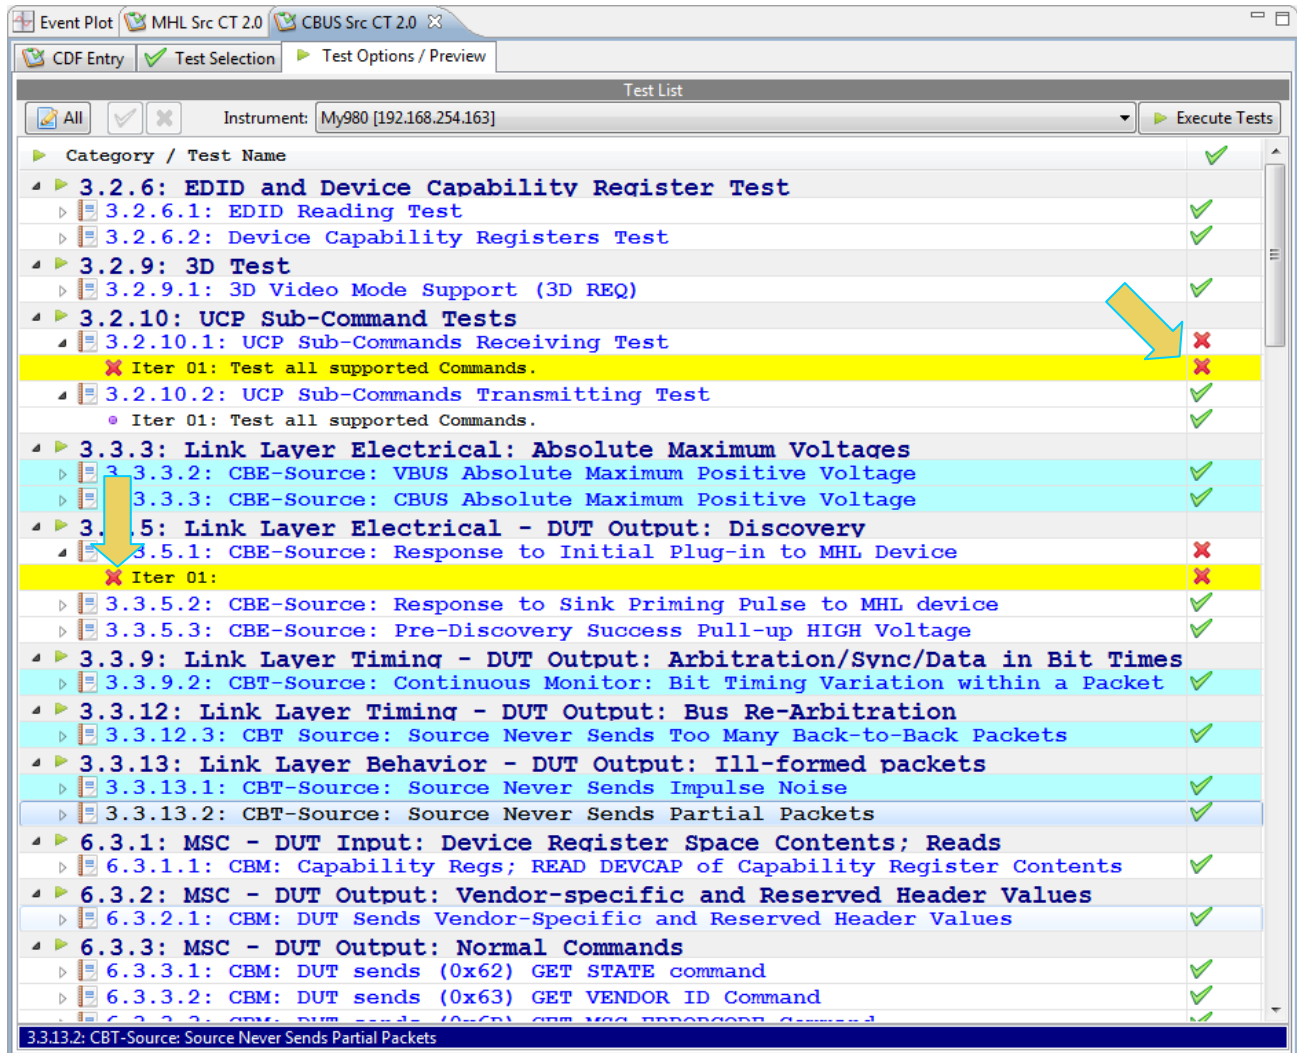 Event Plot MHL Src CT 2.0 CBUS Src CT 2.0
CDF Entry Test Selection Test Options / Preview
Test List
All Instrument: My980 [192.168.254.163] Execute Tests
Category / Test Name
3.2.6: EDID and Device Capability Register Test
3.2.6.1: EDID Reading Test
3.2.6.2: Device Capability Registers Test
3.2.9: 3D Test
3.2.9.1: 3D Video Mode Support (3D REQ)
3.2.10: UCP Sub-Command Tests
3.2.10.1: UCP Sub-Commands Receiving Test
Iter 01: Test all supported Commands.
3.2.10.2: UCP Sub-Commands Transmitting Test
Iter 01: Test all supported Commands.
3.3.3: Link Layer Electrical: Absolute Maximum Voltages
3.3.3.2: CBE-Source: VBUS Absolute Maximum Positive Voltage
3.3.3.3: CBE-Source: CBUS Absolute Maximum Positive Voltage
3.3.5: Link Layer Electrical - DUT Output: Discovery
3.3.5.1: CBE-Source: Response to Initial Plug-in to MHL Device
Iter 01:
3.3.5.2: CBE-Source: Response to Sink Priming Pulse to MHL device
3.3.5.3: CBE-Source: Pre-Discovery Success Pull-up HIGH Voltage
3.3.9: Link Layer Timing - DUT Output: Arbitration/Sync/Data in Bit Times
3.3.9.2: CBT-Source: Continuous Monitor: Bit Timing Variation within a Packet
3.3.12: Link Layer Timing - DUT Output: Bus Re-Arbitration
3.3.12.3: CBT Source: Source Never Sends Too Many Back-to-Back Packets
3.3.13: Link Layer Behavior - DUT Output: Ill-formed packets
3.3.13.1: CBT-Source: Source Never Sends Impulse Noise
3.3.13.2: CBT-Source: Source Never Sends Partial Packets
6.3.1: MSC - DUT Input: Device Register Space Contents; Reads
6.3.1.1: CBM: Capability Regs; READ DEVCAP of Capability Register Contents
6.3.2: MSC - DUT Output: Vendor-specific and Reserved Header Values
6.3.2.1: CBM: DUT Sends Vendor-Specific and Reserved Header Values
6.3.3: MSC - DUT Output: Normal Commands
6.3.3.1: CBM: DUT sends (0x62) GET STATE command
6.3.3.2: CBM: DUT sends (0x63) GET VENDOR ID Command
6.3.3.3: CBM: DUT sends (0x6B) GET MSC ERRORCODE Command
3.3.13.2: CBT-Source: Source Never Sends Partial Packets